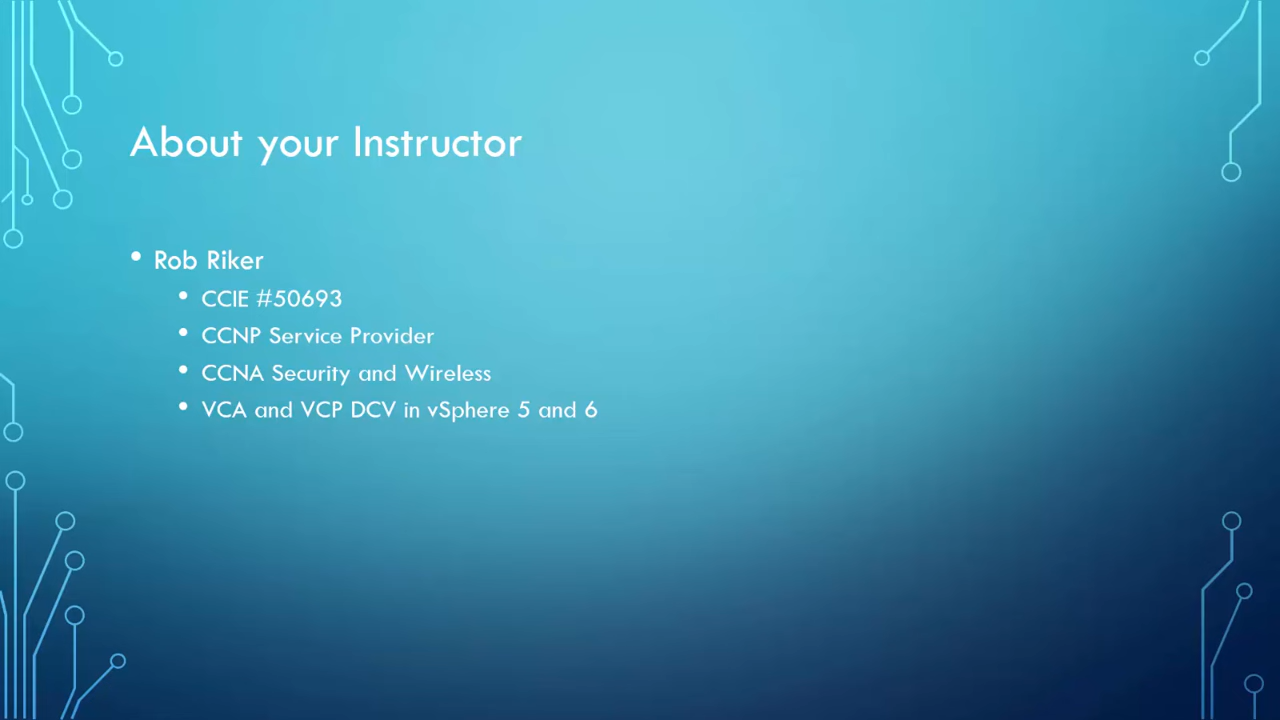 About your Instructor
• Rob Riker
• CCIE #50693
• CCNP Service Provider
• CCNA Security and Wireless
• VCA and VCP DCV in vSphere 5 and 6